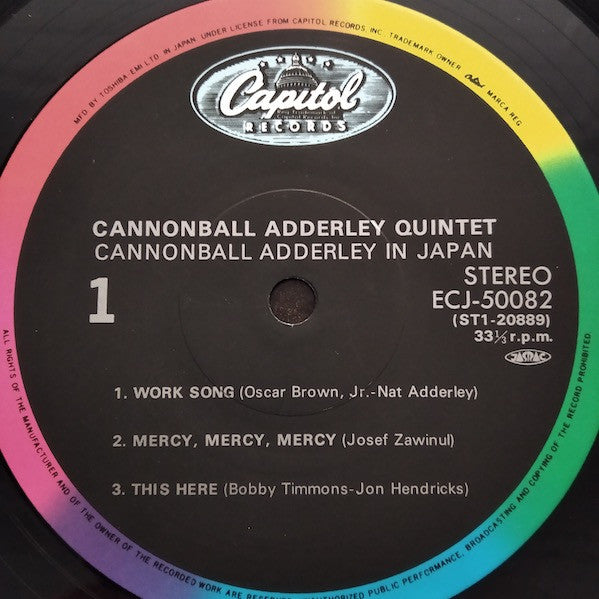 MFD. BY TOSHIBA-EMI LTD. IN JAPAN, UNDER LICENSE FROM CAPITOL RECORDS, INC. TRADEMARK OWNER Capitol MARCA REG.
Capitol
RECORDS
CANNONBALL ADDERLEY QUINTET
CANNONBALL ADDERLEY IN JAPAN
1
STEREO
ECJ-50082
(ST1-20889)
33⅓ r.p.m.
JASRAC
1. WORK SONG (Oscar Brown, Jr.-Nat Adderley)
2. MERCY, MERCY, MERCY (Josef Zawinul)
3. THIS HERE (Bobby Timmons-Jon Hendricks)
ALL RIGHTS OF THE MANUFACTURER AND OF THE OWNER OF THE RECORDED WORK ARE RESERVED. UNAUTHORIZED PUBLIC PERFORMANCE, BROADCASTING AND COPYING OF THE RECORD PROHIBITED